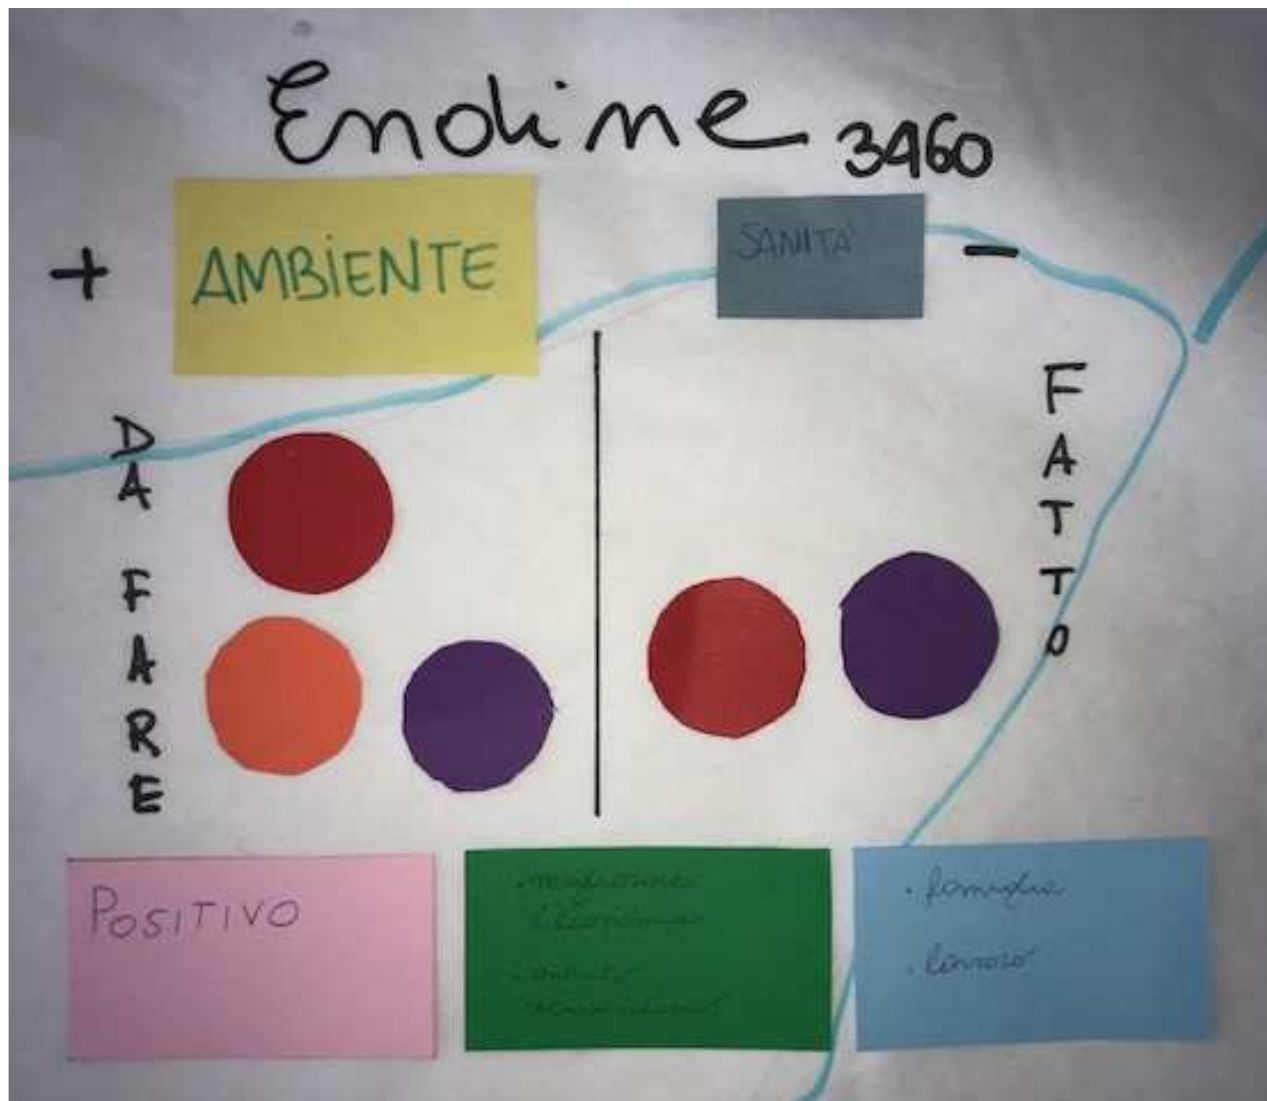 Endine 3460
+ AMBIENTE SANITA' -
DA FARE
FATTO
POSITIVO
. famiglia
. lavoro